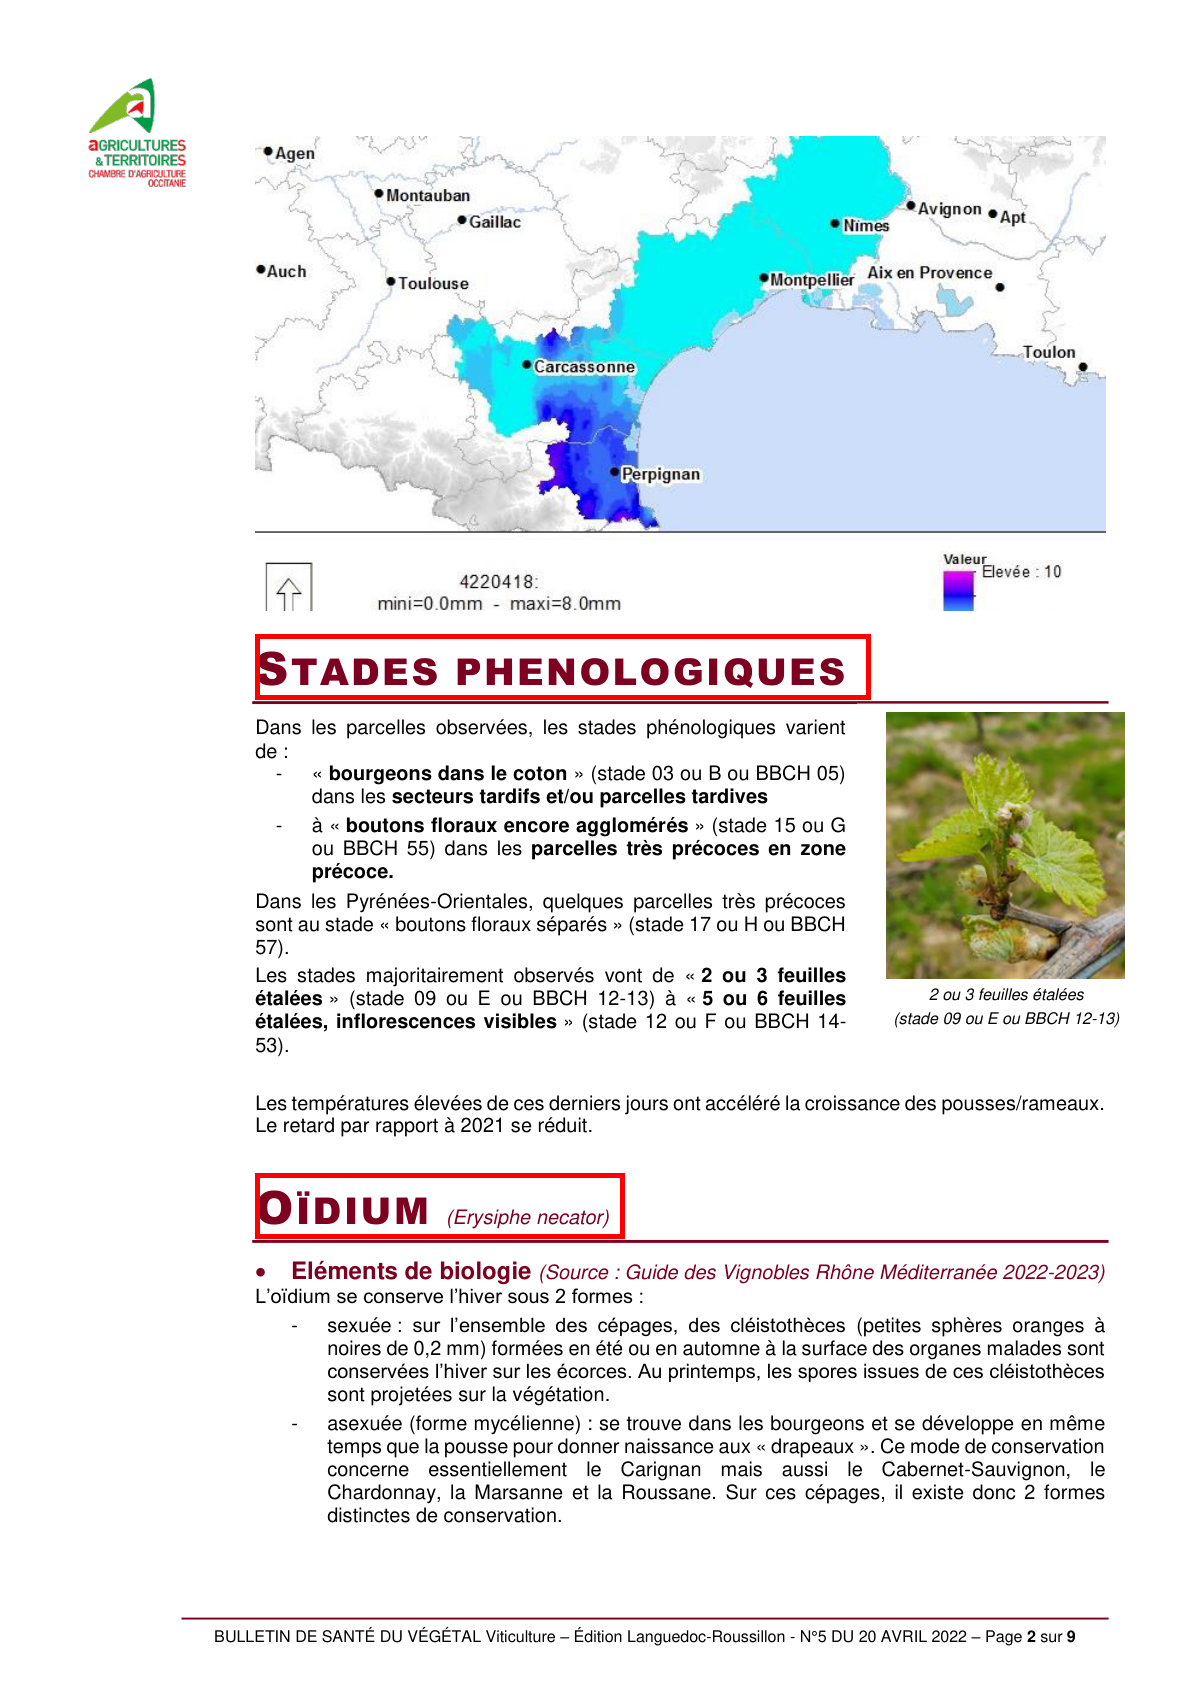 aGRICULTURES
& TERRITOIRES
CHAMBRE D'AGRICULTURE
OCCITANIE
Agen
Montauban
Gaillac
Auch
Toulouse
Avignon
Apt
Nîmes
Montpellier
Aix en Provence
Toulon
Carcassonne
Perpignan
4220418:
mini=0.0mm - maxi=8.0mm
Valeur
Elevée : 10
STADES PHENOLOGIQUES
Dans les parcelles observées, les stades phénologiques varient
de :
- « bourgeons dans le coton » (stade 03 ou B ou BBCH 05)
dans les secteurs tardifs et/ou parcelles tardives
- à « boutons floraux encore agglomérés » (stade 15 ou G
ou BBCH 55) dans les parcelles très précoces en zone
précoce.
Dans les Pyrénées-Orientales, quelques parcelles très précoces
sont au stade « boutons floraux séparés » (stade 17 ou H ou BBCH
57).
Les stades majoritairement observés vont de « 2 ou 3 feuilles
étalées » (stade 09 ou E ou BBCH 12-13) à « 5 ou 6 feuilles
étalées, inflorescences visibles » (stade 12 ou F ou BBCH 14-
53).
2 ou 3 feuilles étalées
(stade 09 ou E ou BBCH 12-13)
Les températures élevées de ces derniers jours ont accéléré la croissance des pousses/rameaux.
Le retard par rapport à 2021 se réduit.
OÏDIUM (Erysiphe necator)
• Eléments de biologie (Source : Guide des Vignobles Rhône Méditerranée 2022-2023)
L'oïdium se conserve l'hiver sous 2 formes :
- sexuée : sur l'ensemble des cépages, des cléistothèces (petites sphères oranges à
noires de 0,2 mm) formées en été ou en automne à la surface des organes malades sont
conservées l'hiver sur les écorces. Au printemps, les spores issues de ces cléistothèces
sont projetées sur la végétation.
- asexuée (forme mycélienne) : se trouve dans les bourgeons et se développe en même
temps que la pousse pour donner naissance aux « drapeaux ». Ce mode de conservation
concerne essentiellement le Carignan mais aussi le Cabernet-Sauvignon, le
Chardonnay, la Marsanne et la Roussane. Sur ces cépages, il existe donc 2 formes
distinctes de conservation.
BULLETIN DE SANTÉ DU VÉGÉTAL Viticulture – Édition Languedoc-Roussillon - N°5 DU 20 AVRIL 2022 – Page 2 sur 9